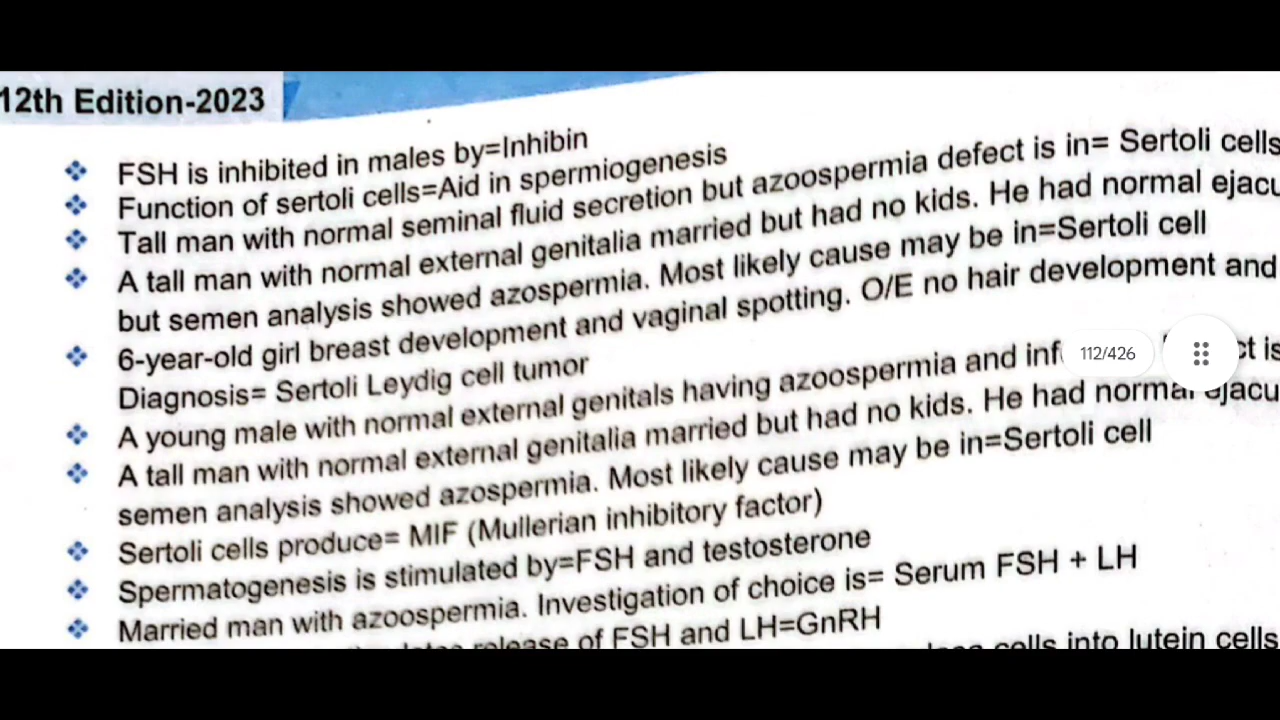 12th Edition-2023
FSH is inhibited in males by=Inhibin
Function of sertoli cells=Aid in spermiogenesis
Tall man with normal seminal fluid secretion but azoospermia defect is in= Sertoli cells
A tall man with normal external genitalia married but had no kids. He had normal ejacu
but semen analysis showed azospermia. Most likely cause may be in=Sertoli cell
6-year-old girl breast development and vaginal spotting. O/E no hair development and
Diagnosis= Sertoli Leydig cell tumor
A young male with normal external genitals having azoospermia and inf ct is
112/426
A tall man with normal external genitalia married but had no kids. He had normal ejacu
semen analysis showed azospermia. Most likely cause may be in=Sertoli cell
Sertoli cells produce= MIF (Mullerian inhibitory factor)
Spermatogenesis is stimulated by=FSH and testosterone
Married man with azoospermia. Investigation of choice is= Serum FSH + LH
release of FSH and LH=GnRH
cells into lutein cells